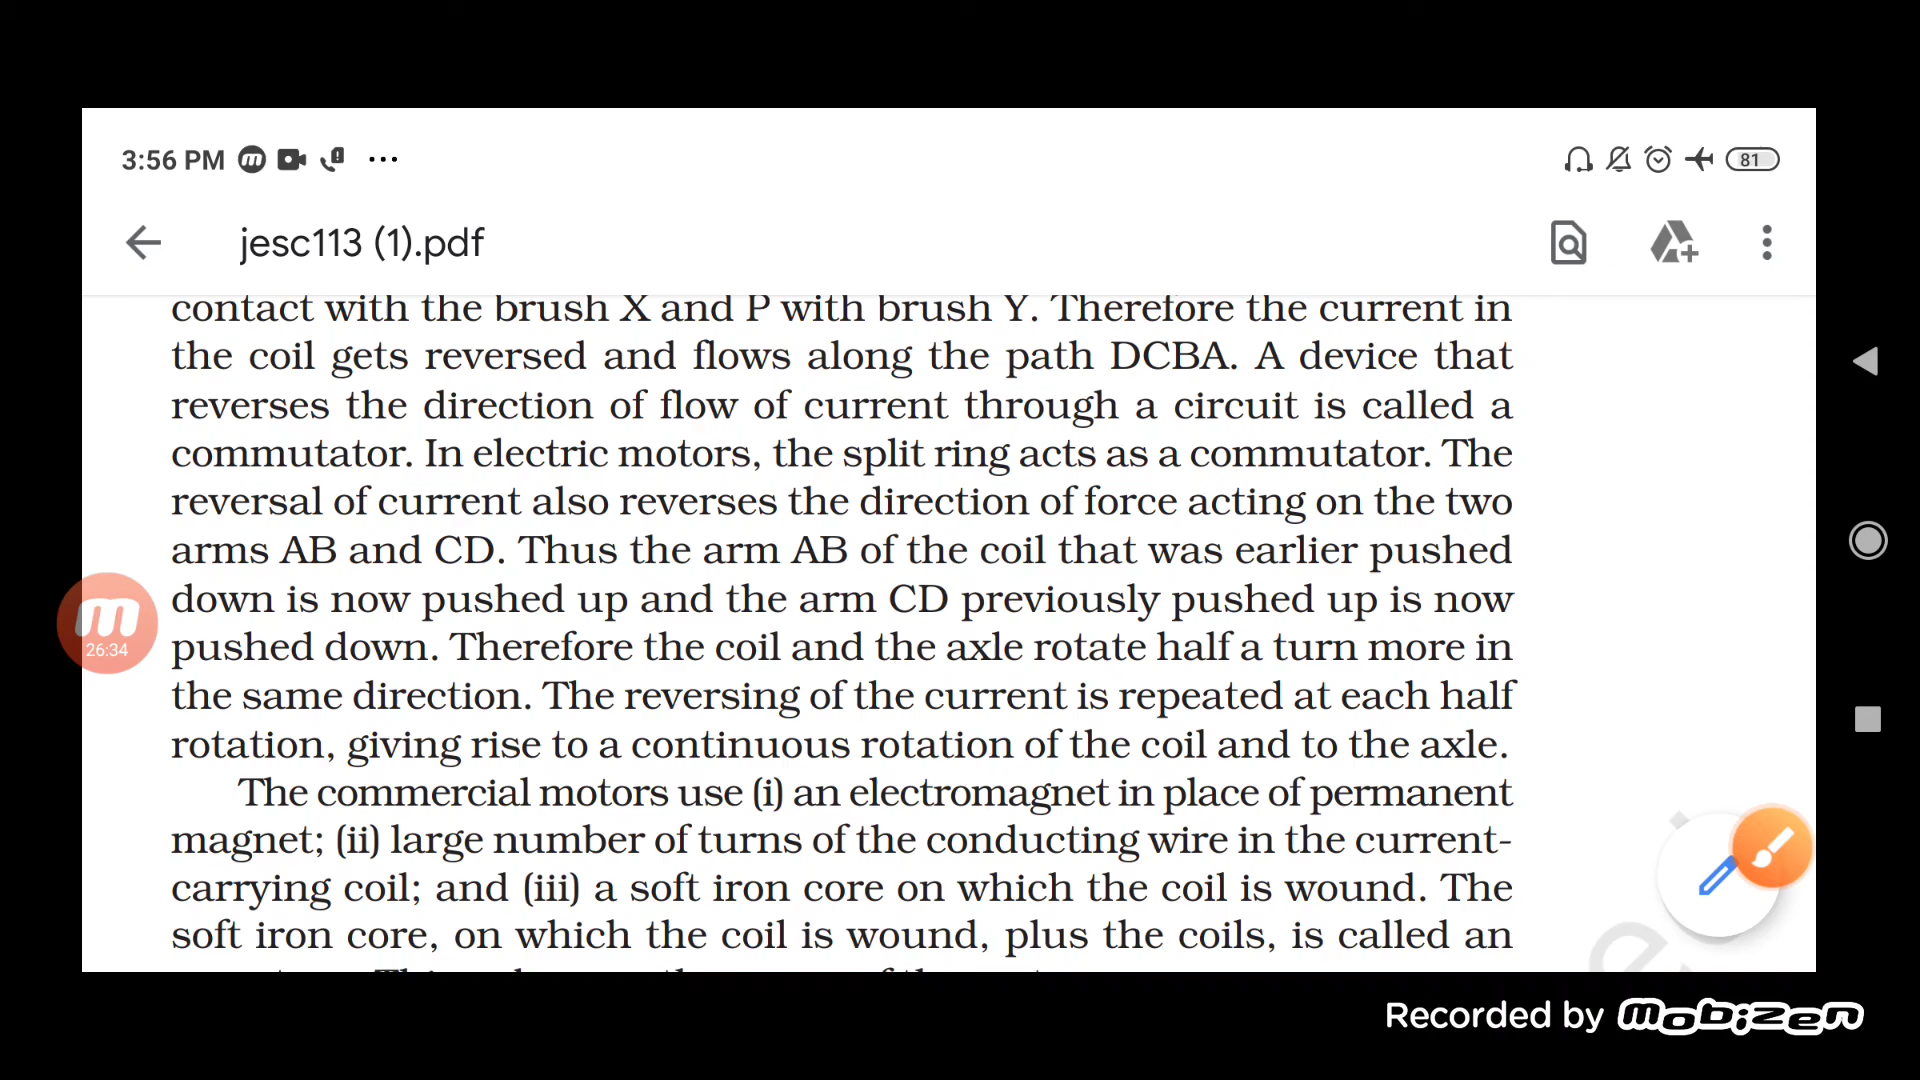 3:56 PM
81
jesc113 (1).pdf
contact with the brush X and P with brush Y. Therefore the current in
the coil gets reversed and flows along the path DCBA. A device that
reverses the direction of flow of current through a circuit is called a
commutator. In electric motors, the split ring acts as a commutator. The
reversal of current also reverses the direction of force acting on the two
arms AB and CD. Thus the arm AB of the coil that was earlier pushed
down is now pushed up and the arm CD previously pushed up is now
pushed down. Therefore the coil and the axle rotate half a turn more in
the same direction. The reversing of the current is repeated at each half
rotation, giving rise to a continuous rotation of the coil and to the axle.
The commercial motors use (i) an electromagnet in place of permanent
magnet; (ii) large number of turns of the conducting wire in the current-
carrying coil; and (iii) a soft iron core on which the coil is wound. The
soft iron core, on which the coil is wound, plus the coils, is called an
26:34
Recorded by mobizen